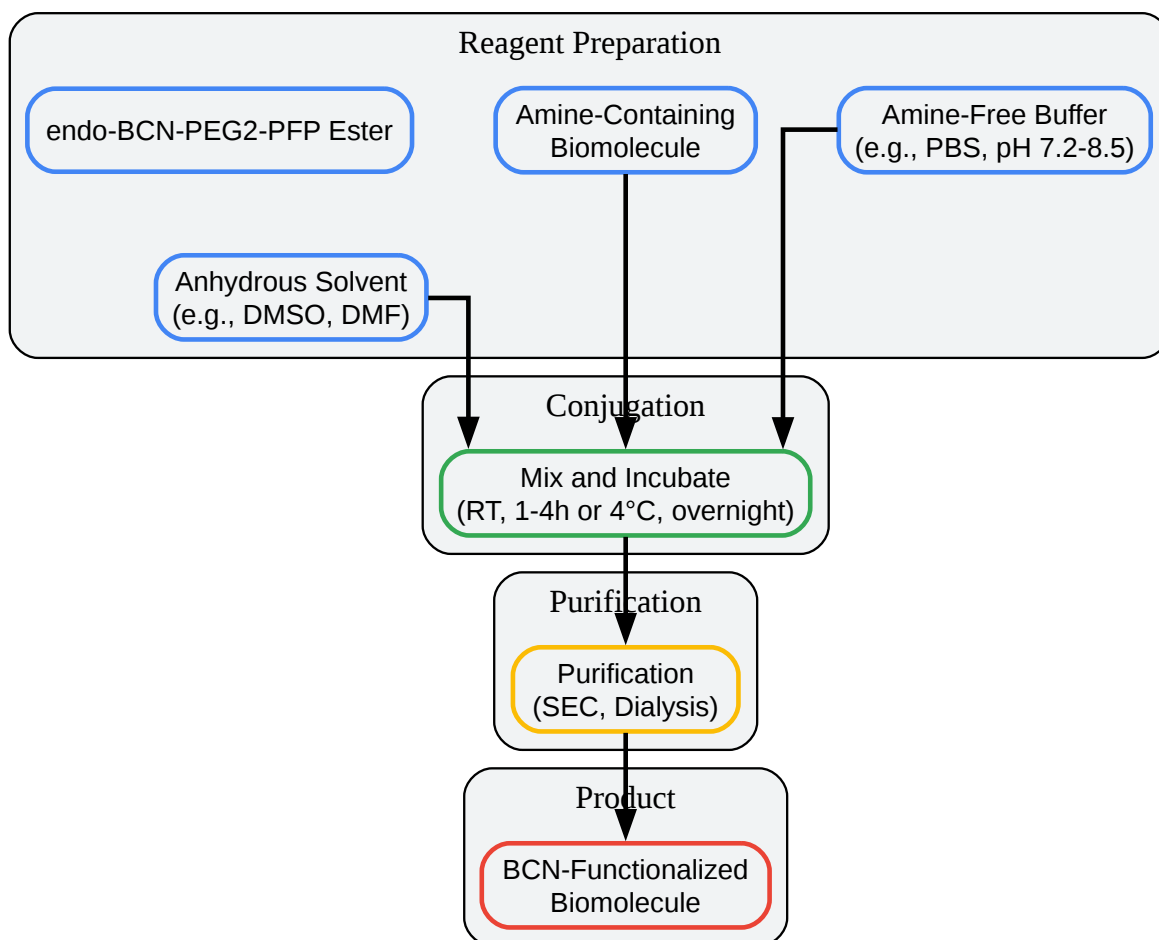 Reagent Preparation
endo-BCN-PEG2-PFP Ester
Amine-Containing
Biomolecule
Amine-Free Buffer
(e.g., PBS, pH 7.2-8.5)
Anhydrous Solvent
(e.g., DMSO, DMF)
Conjugation
Mix and Incubate
(RT, 1-4h or 4°C, overnight)
Purification
Purification
(SEC, Dialysis)
Product
BCN-Functionalized
Biomolecule